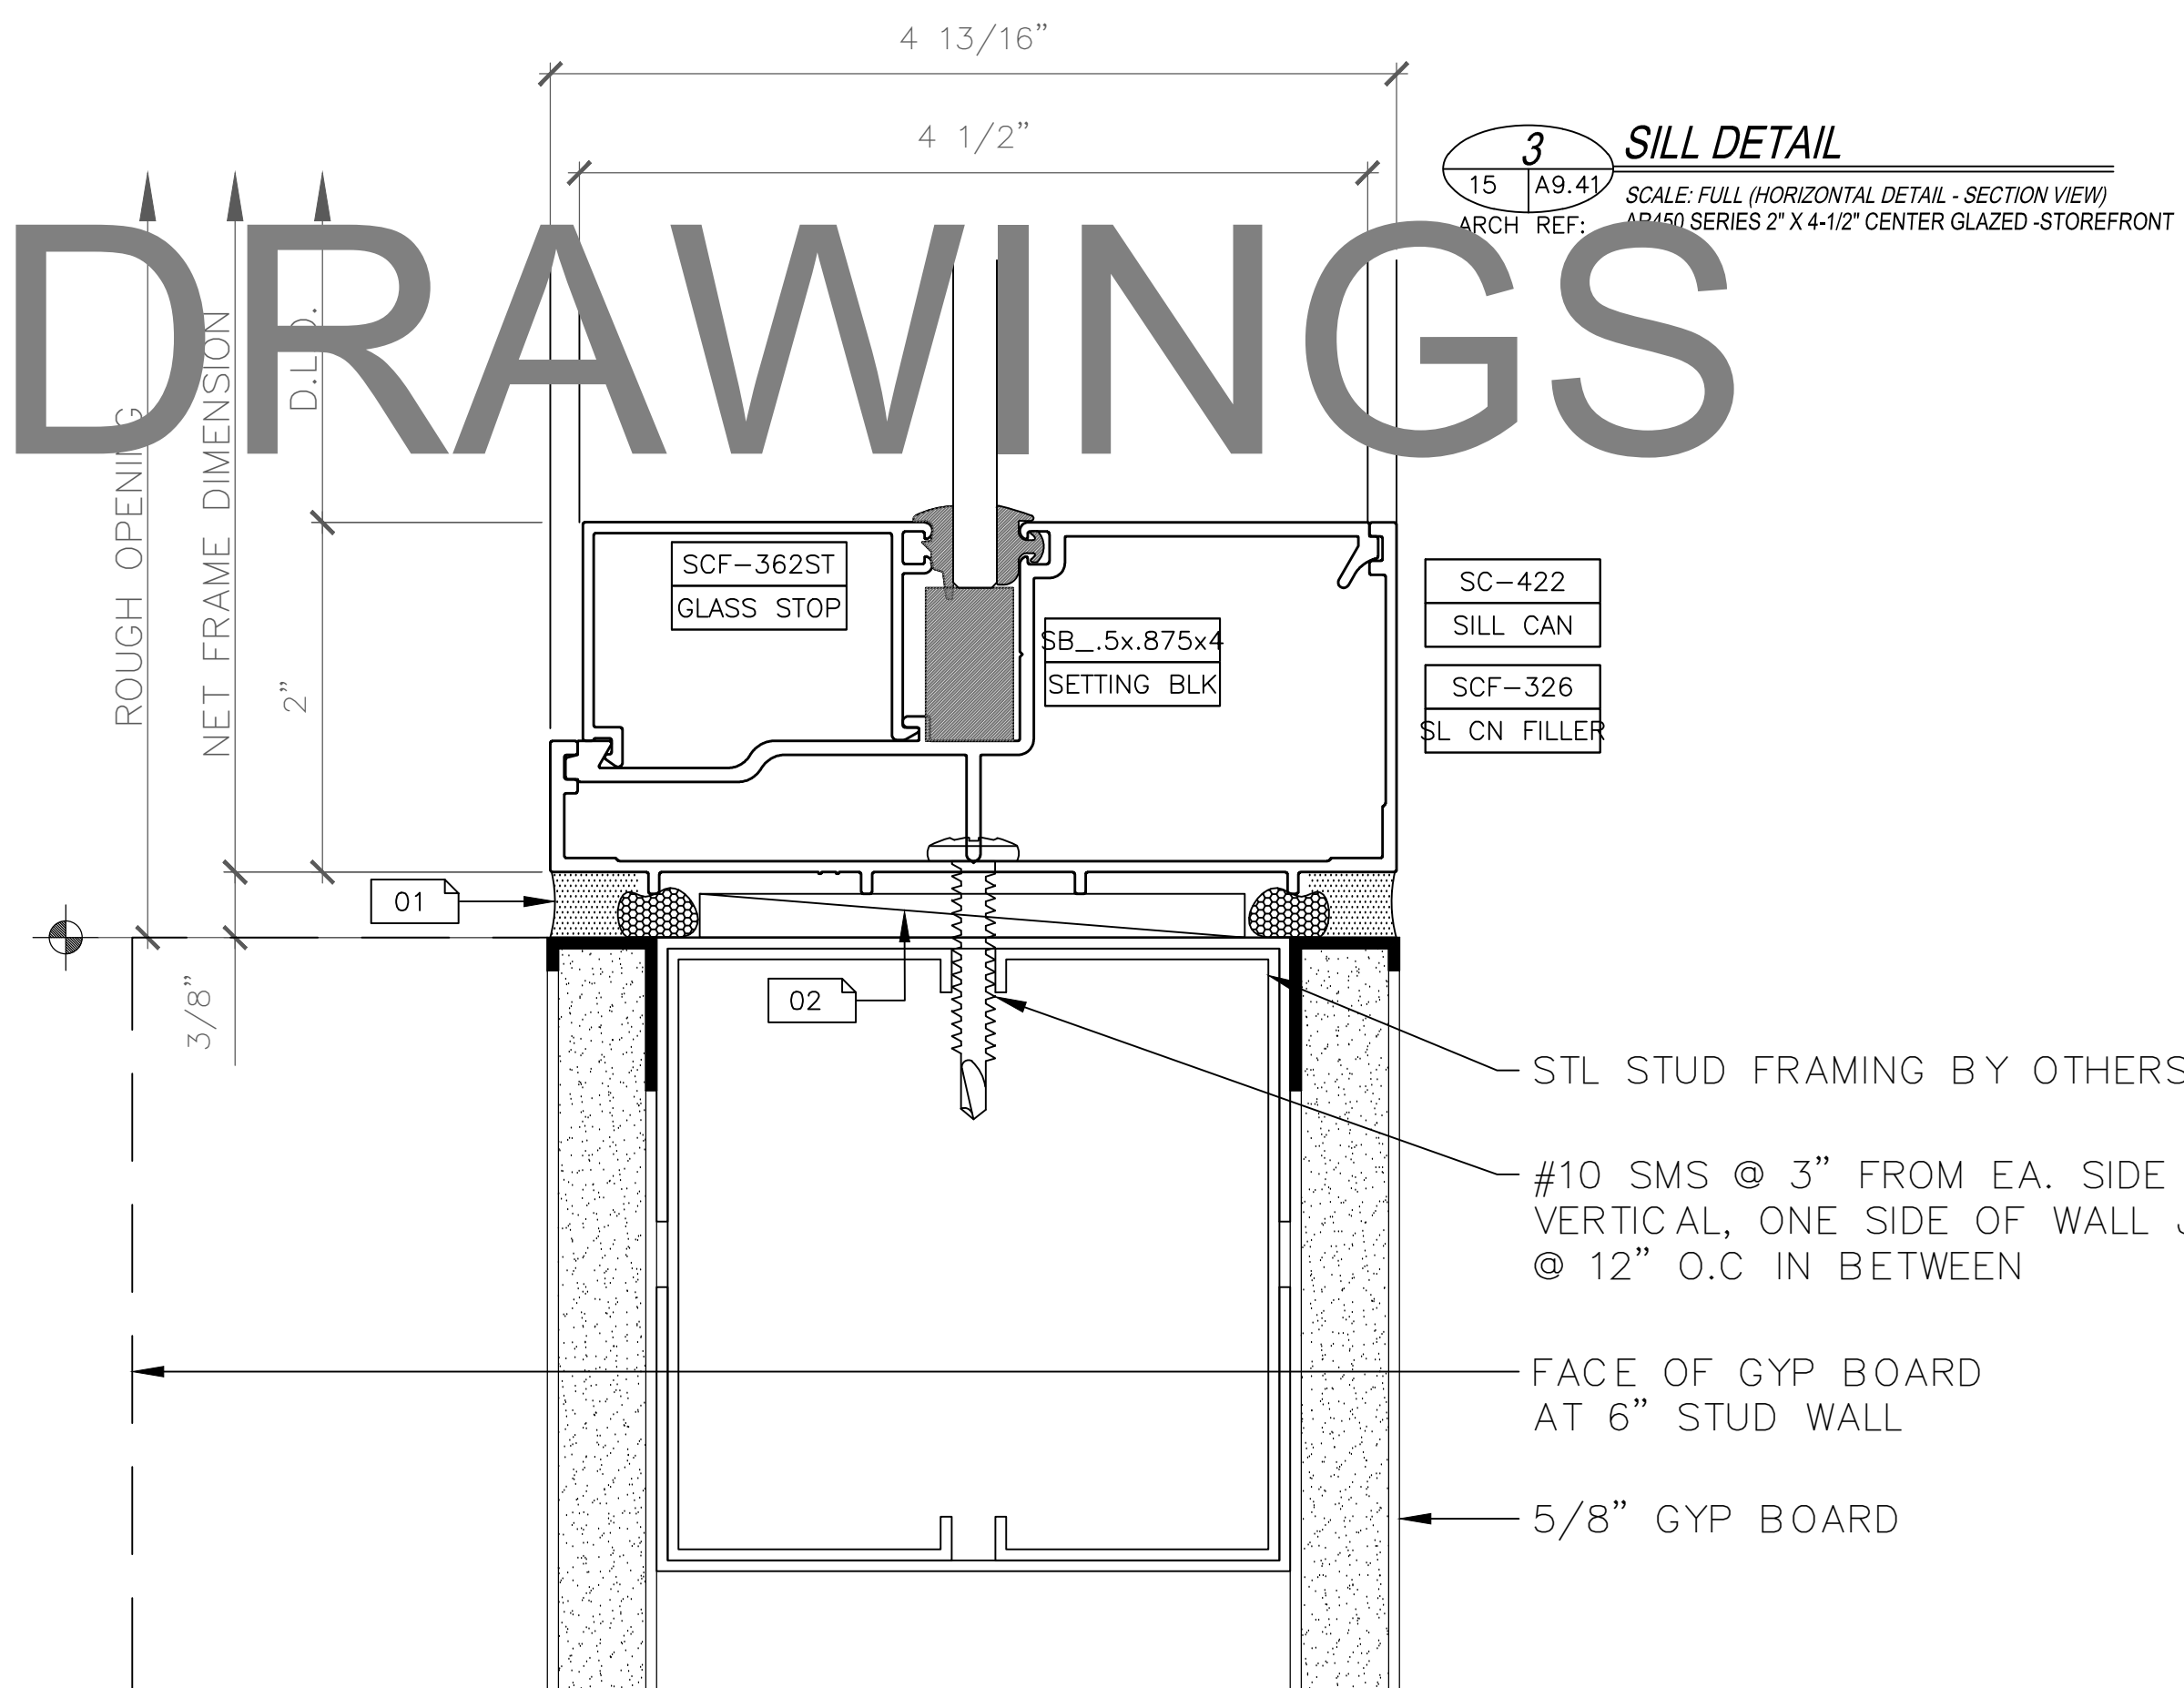 4 13/16”
4 1/2”
3
15
A9.41
ARCH REF:
SILL DETAIL
SCALE: FULL (HORIZONTAL DETAIL - SECTION VIEW)
AR450 SERIES 2" X 4-1/2" CENTER GLAZED -STOREFRONT
DRAWINGS
ROUGH OPENING
NET FRAME DIMENSION
D.L.O.
2”
3/8”
SCF-362ST
GLASS STOP
SB_.5x.875x4
SETTING BLK
SC-422
SILL CAN
SCF-326
SL CN FILLER
01
02
STL STUD FRAMING BY OTHERS
#10 SMS @ 3” FROM EA. SIDE
VERTICAL, ONE SIDE OF WALL
@ 12” O.C IN BETWEEN
FACE OF GYP BOARD
AT 6” STUD WALL
5/8” GYP BOARD